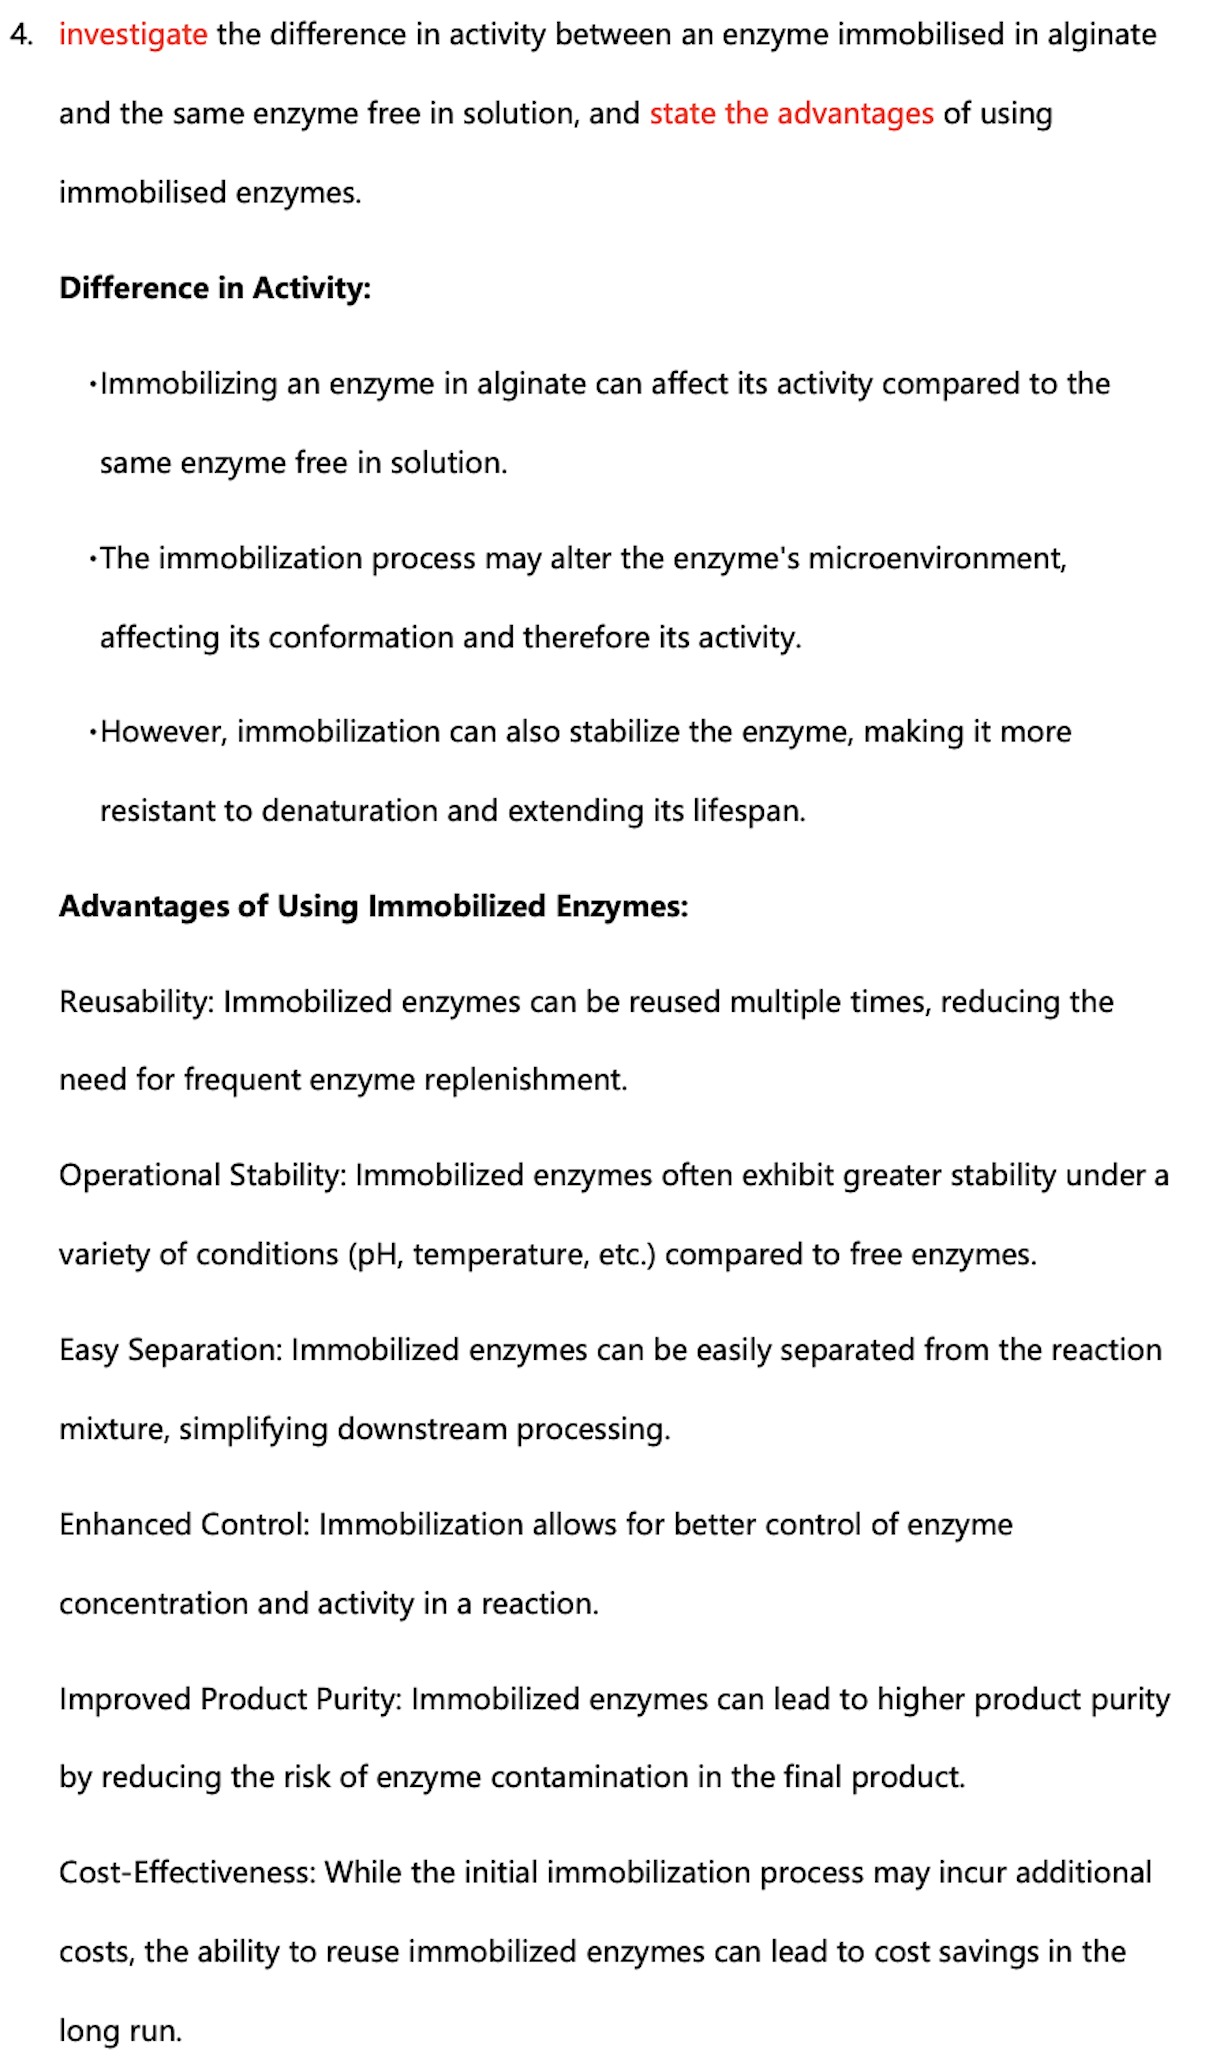 4. investigate the difference in activity between an enzyme immobilised in alginate
and the same enzyme free in solution, and state the advantages of using
immobilised enzymes.
Difference in Activity:
·Immobilizing an enzyme in alginate can affect its activity compared to the
same enzyme free in solution.
·The immobilization process may alter the enzyme's microenvironment,
affecting its conformation and therefore its activity.
·However, immobilization can also stabilize the enzyme, making it more
resistant to denaturation and extending its lifespan.
Advantages of Using Immobilized Enzymes:
Reusability: Immobilized enzymes can be reused multiple times, reducing the
need for frequent enzyme replenishment.
Operational Stability: Immobilized enzymes often exhibit greater stability under a
variety of conditions (pH, temperature, etc.) compared to free enzymes.
Easy Separation: Immobilized enzymes can be easily separated from the reaction
mixture, simplifying downstream processing.
Enhanced Control: Immobilization allows for better control of enzyme
concentration and activity in a reaction.
Improved Product Purity: Immobilized enzymes can lead to higher product purity
by reducing the risk of enzyme contamination in the final product.
Cost-Effectiveness: While the initial immobilization process may incur additional
costs, the ability to reuse immobilized enzymes can lead to cost savings in the
long run.